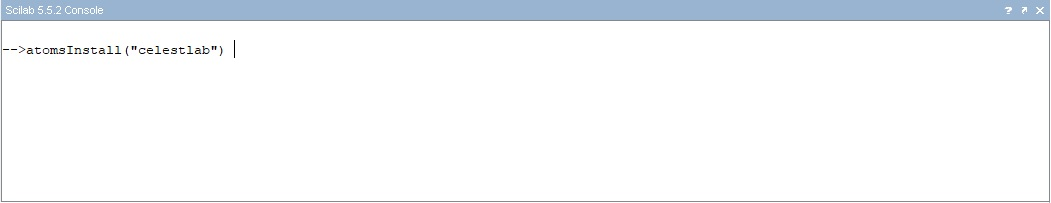 Scilab 5.5.2 Console
-->atomsInstall("celestlab")